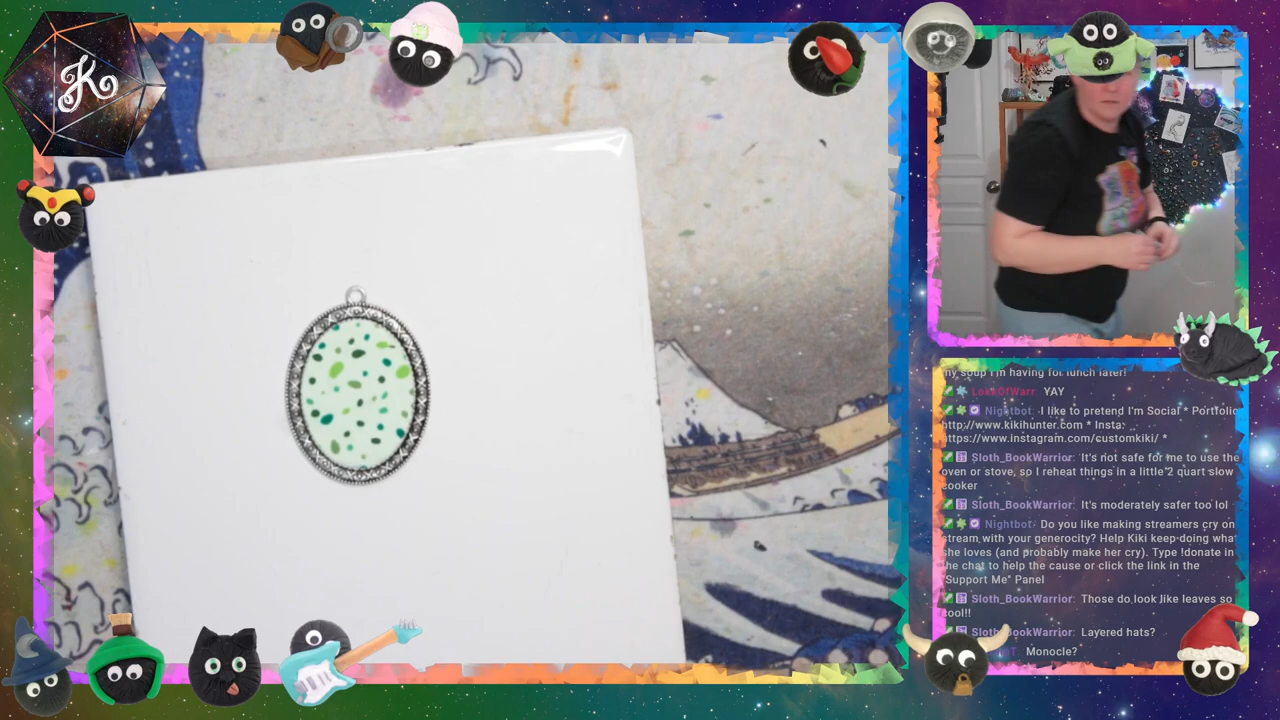 K
my soup I'm having for lunch later!
LokkOfWarr: YAY
Nightbot: I like to pretend I'm Social * Portfolio
http://www.kikihunter.com * Insta:
https://www.instagram.com/customkiki/ *
Sloth_BookWarrior: It's not safe for me to use the
oven or stove, so I reheat things in a little 2 quart slow
cooker
Sloth_BookWarrior: It's moderately safer too lol
Nightbot: Do you like making streamers cry on
stream with your generocity? Help Kiki keep doing what
she loves (and probably make her cry). Type !donate in
the chat to help the cause or click the link in the
"Support Me" Panel
Sloth_BookWarrior: Those do look like leaves so
cool!!
Warrior: Layered hats?
Monocle?